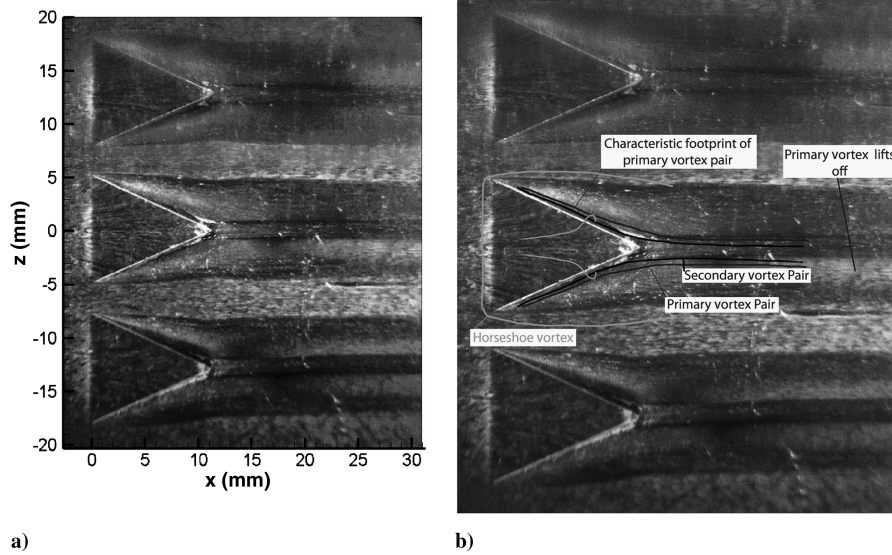 20
15
10
5
0
-5
-10
-15
-20
z (mm)
0
5
10
15
20
25
30
x (mm)
Characteristic footprint of
primary vortex pair
Primary vortex lifts
off
Secondary vortex Pair
Primary vortex Pair
Horseshoe vortex
a)
b)